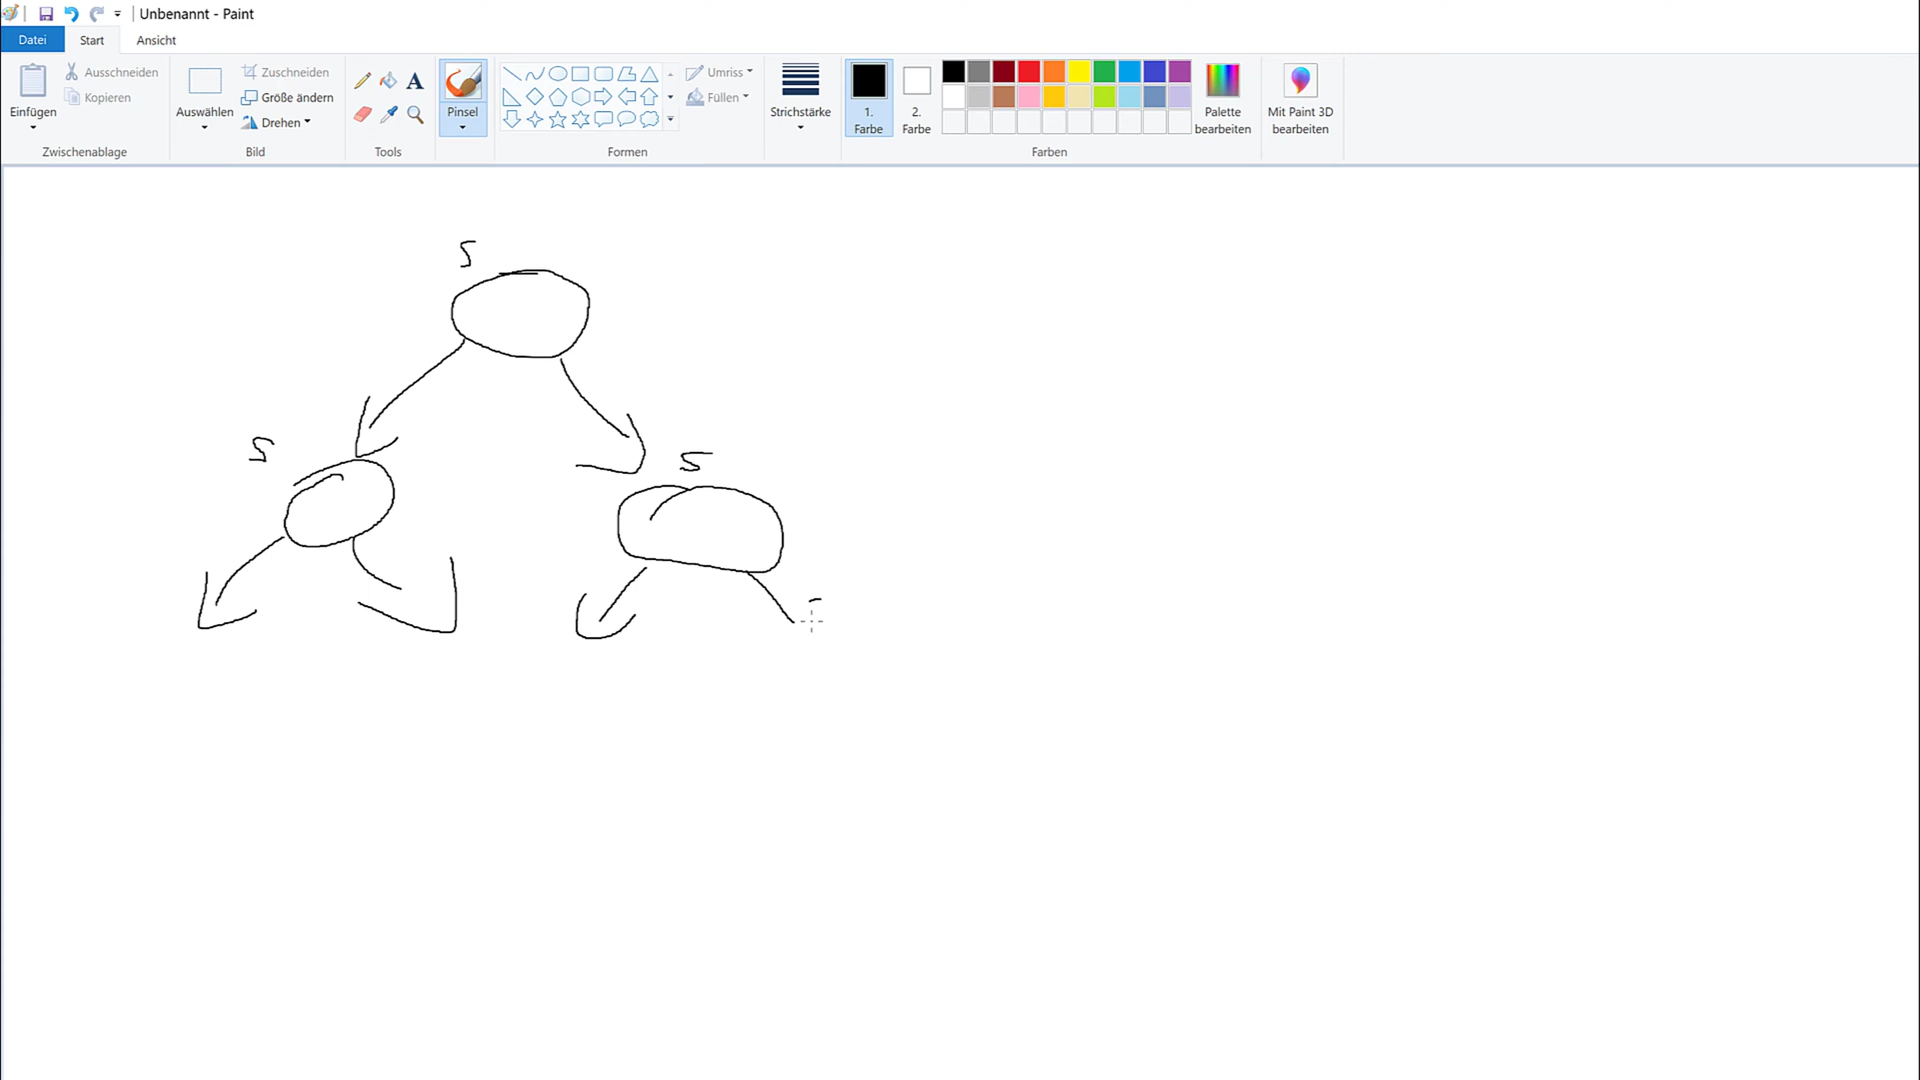 Unbenannt - Paint
Datei Start Ansicht
Einfügen
Ausschneiden
Kopieren
Zwischenablage
Auswählen
Zuschneiden
Größe ändern
Drehen
Bild
A
Tools
Pinsel
Umriss
Füllen
Formen
Strichstärke
1.
Farbe
2.
Farbe
Palette
bearbeiten
Farben
Mit Paint 3D
bearbeiten
S
S
S